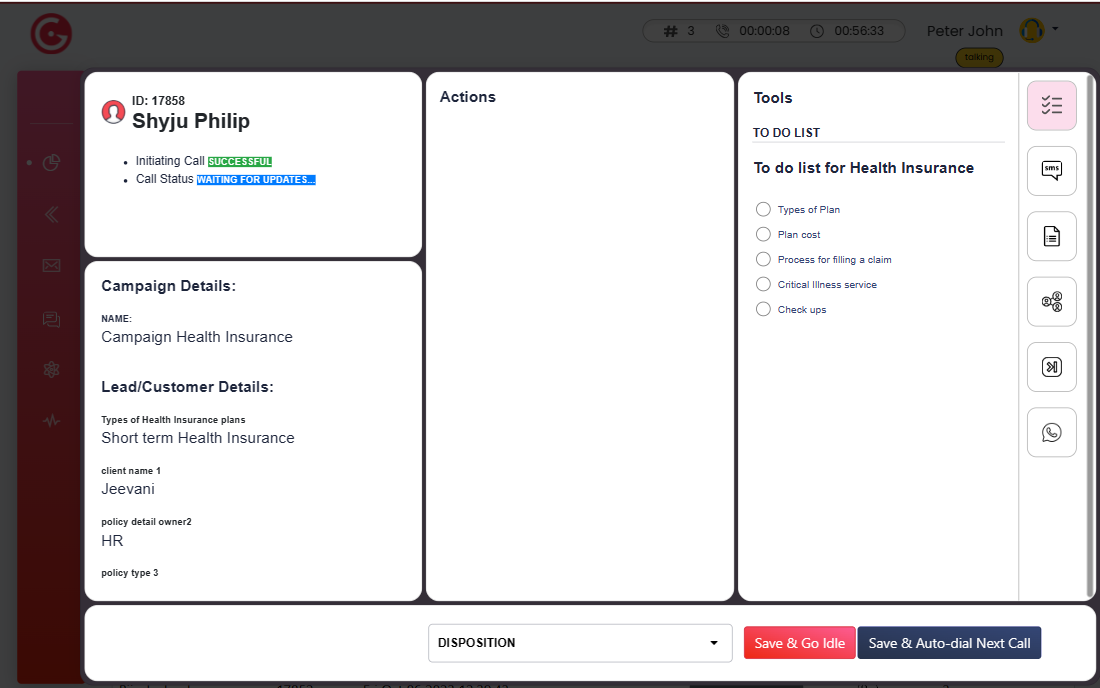 3 00:00:08 00:56:33 Peter John
talking
ID: 17858
Shyju Philip
Initiating Call SUCCESSFUL
Call Status WAITING FOR UPDATES...
Campaign Details:
NAME:
Campaign Health Insurance
Lead/Customer Details:
Types of Health Insurance plans
Short term Health Insurance
client name 1
Jeevani
policy detail owner2
HR
policy type 3
Actions
Tools
TO DO LIST
To do list for Health Insurance
Types of Plan
Plan cost
Process for filling a claim
Critical Illness service
Check ups
sms
DISPOSITION
Save & Go Idle
Save & Auto-dial Next Call